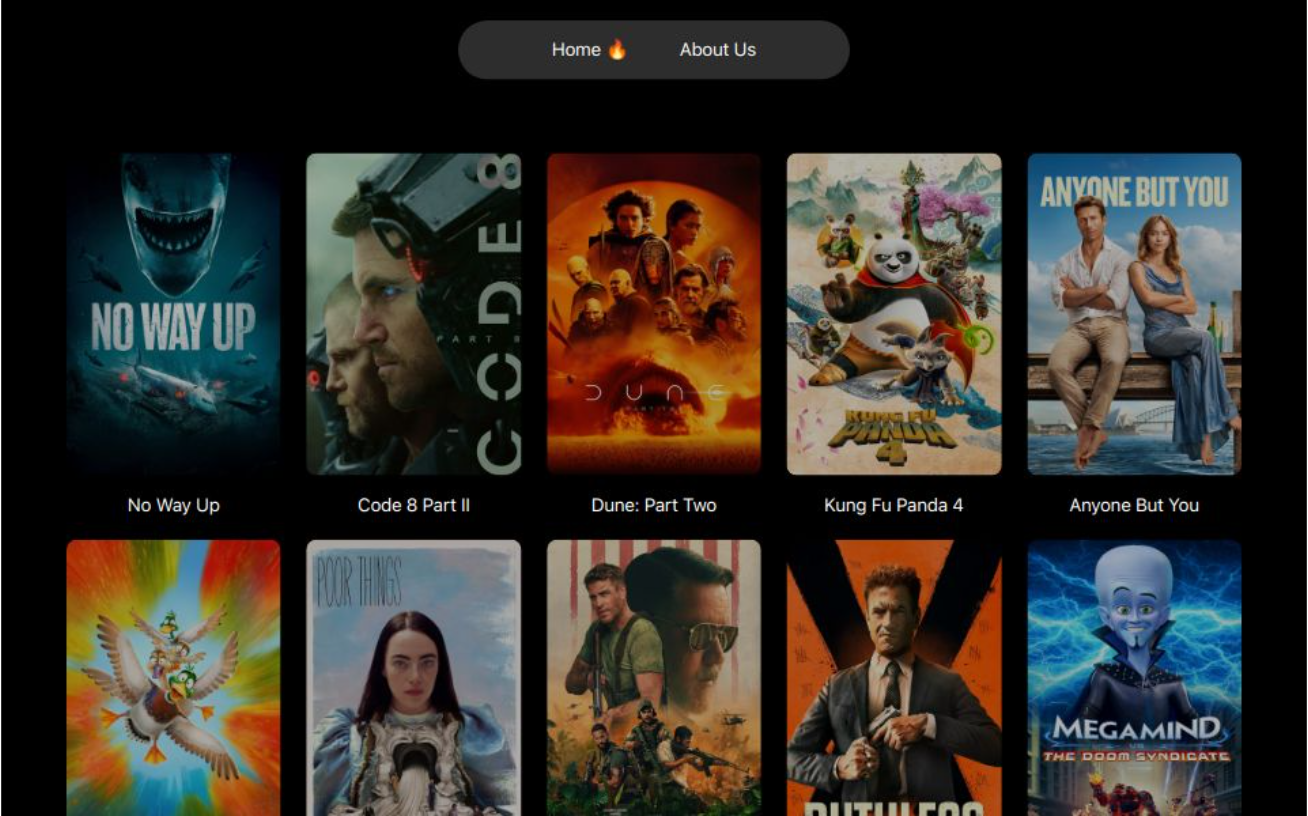 Home 🔥 About Us
NO WAY UP
CODE 8
PART II
DUNE
KUNG FU
PANDA
4
ANYONE BUT YOU
No Way Up
Code 8 Part II
Dune: Part Two
Kung Fu Panda 4
Anyone But You
POOR THINGS
RUTHLESS
MEGAMIND
THE DOOM SYNDICATE